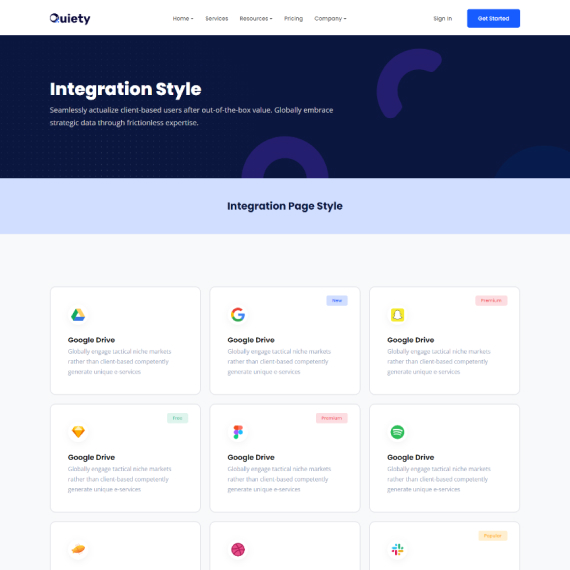 Quiety
Home Services Resources Pricing Company Sign In Get Started
Integration Style
Seamlessly actualize client-based users after out-of-the-box value. Globally embrace
strategic data through frictionless expertise.
Integration Page Style
New
Premium
Google Drive
Google Drive
Google Drive
Globally engage tactical niche markets
rather than client-based competently
generate unique e-services
Globally engage tactical niche markets
rather than client-based competently
generate unique e-services
Globally engage tactical niche markets
rather than client-based competently
generate unique e-services
Free
Premium
Google Drive
Google Drive
Google Drive
Globally engage tactical niche markets
rather than client-based competently
generate unique e-services
Globally engage tactical niche markets
rather than client-based competently
generate unique e-services
Globally engage tactical niche markets
rather than client-based competently
generate unique e-services
Popular